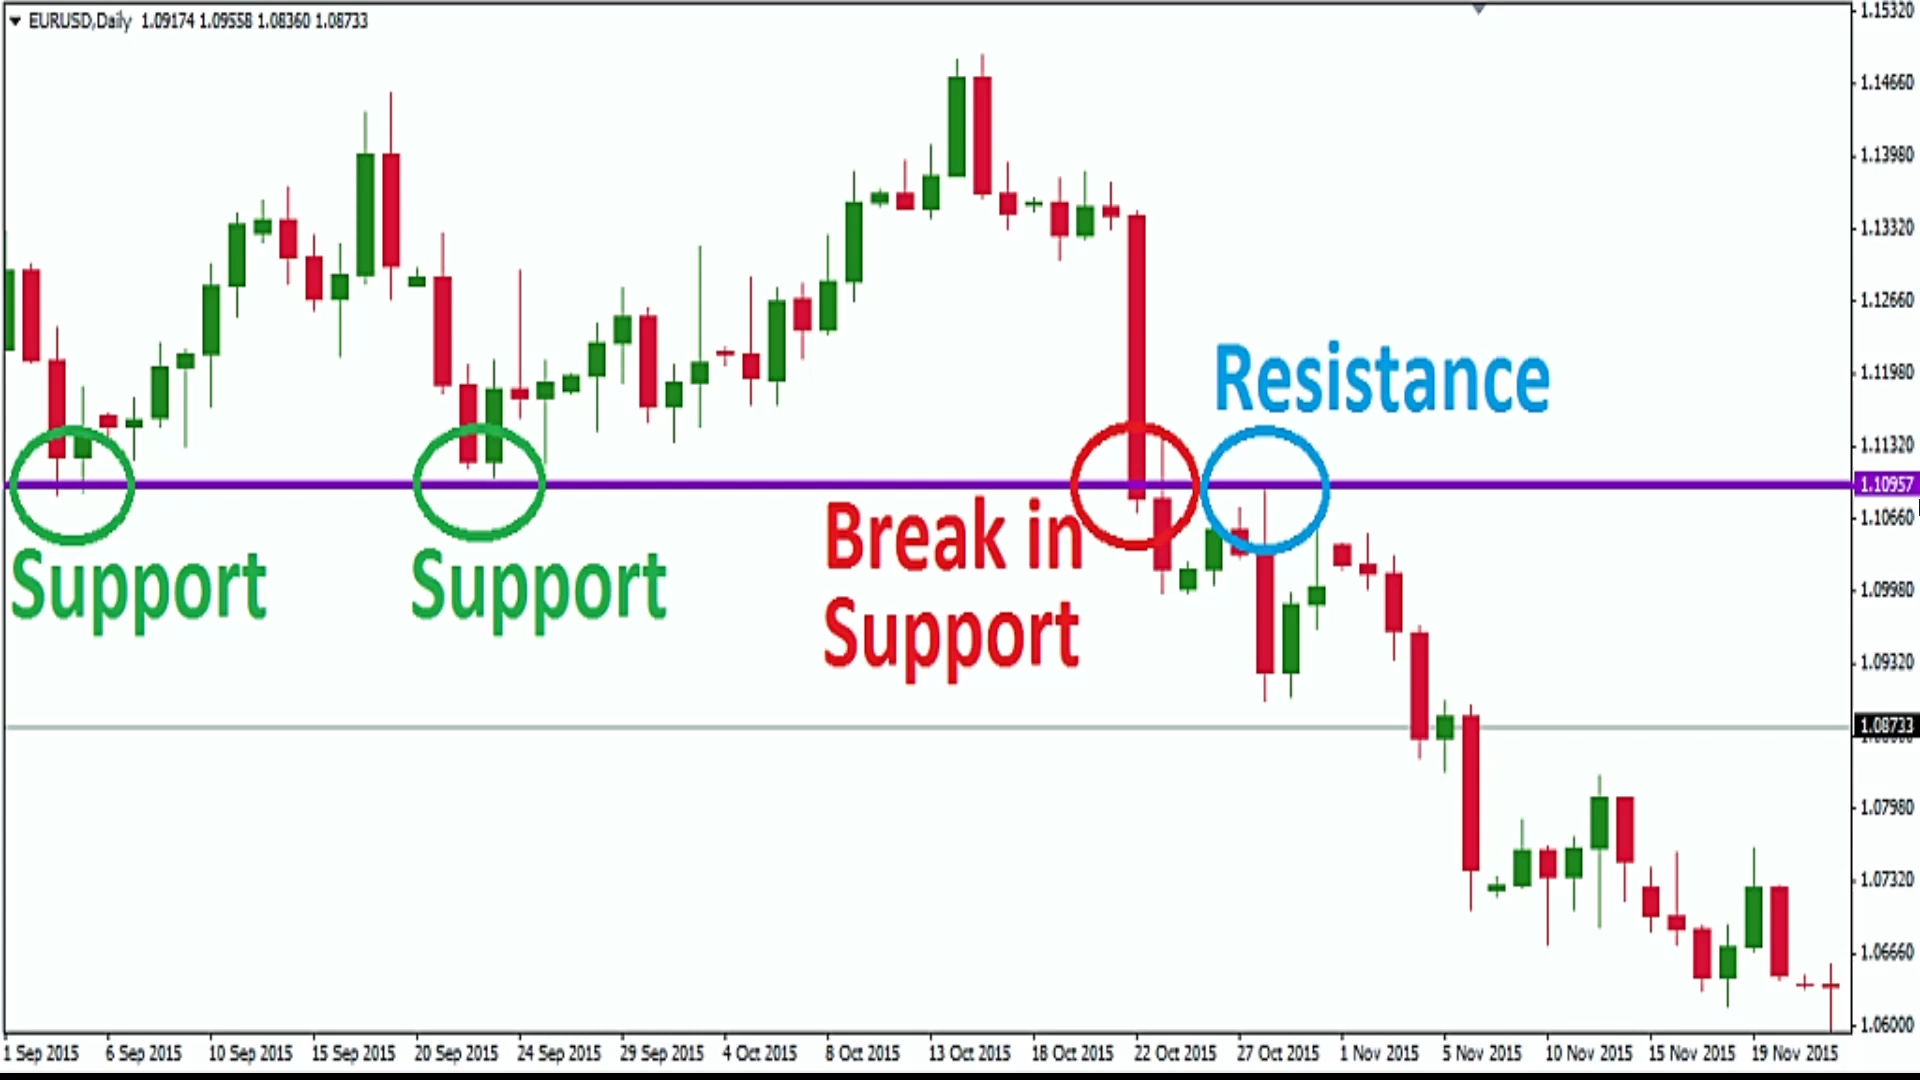 EURUSD,Daily 1.09174 1.09558 1.08360 1.08733
1.15320
1.14660
1.13980
1.13320
1.12660
1.11980
1.11320
1.10957
1.10660
1.09980
1.09320
1.08733
1.07980
1.07320
1.06660
1.06000
Resistance
Support
Support
Break in
Support
1 Sep 2015 6 Sep 2015 10 Sep 2015 15 Sep 2015 20 Sep 2015 24 Sep 2015 29 Sep 2015 4 Oct 2015 8 Oct 2015 13 Oct 2015 18 Oct 2015 22 Oct 2015 27 Oct 2015 1 Nov 2015 5 Nov 2015 10 Nov 2015 15 Nov 2015 19 Nov 2015